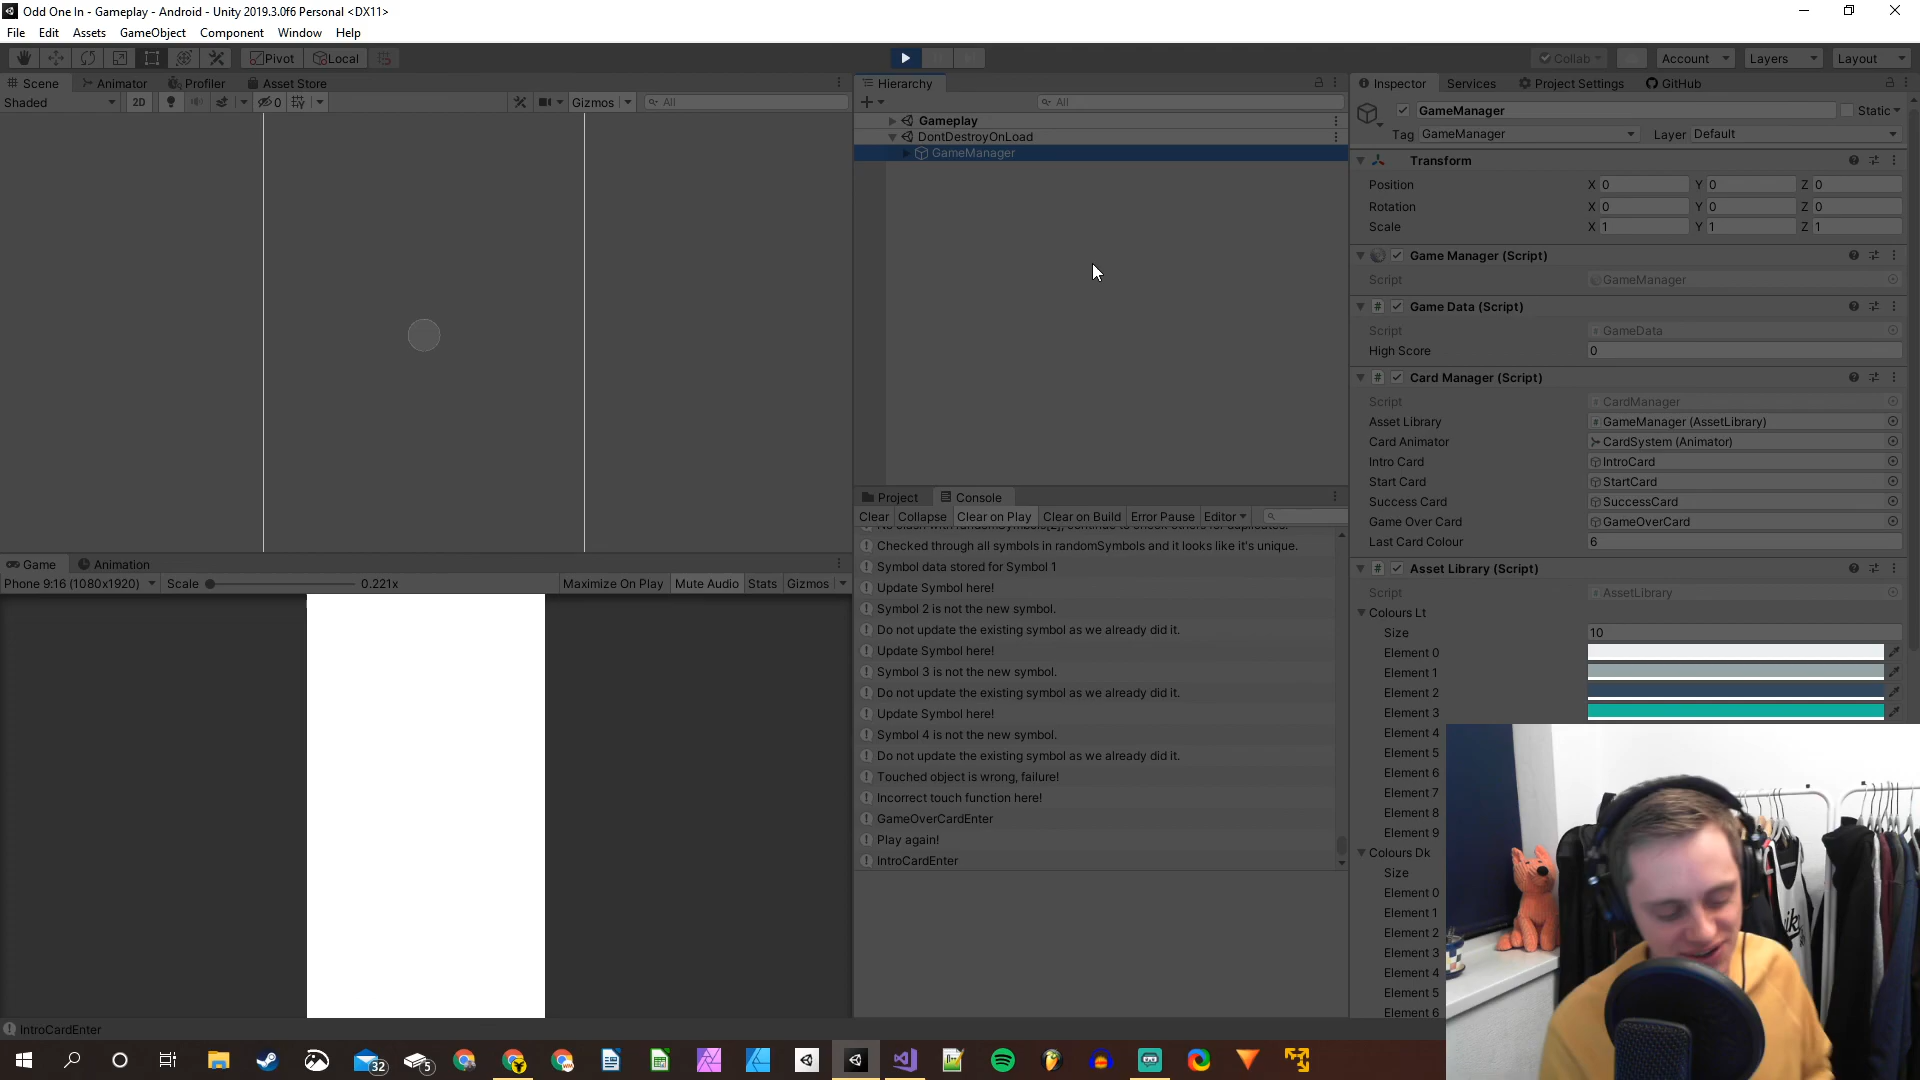 Odd One In - Gameplay - Android - Unity 2019.3.0f6 Personal <DX11>
File Edit Assets GameObject Component Window Help
Pivot Local Collab Account Layers Layout
Scene Animator Profiler Asset Store
Shaded 2D 0 Gizmos All
Hierarchy
All
Gameplay
DontDestroyOnLoad
GameManager
Inspector Services Project Settings GitHub
GameManager Static
Tag GameManager Layer Default
Transform
Position X 0 Y 0 Z 0
Rotation X 0 Y 0 Z 0
Scale X 1 Y 1 Z 1
Game Manager (Script)
Script GameManager
Game Data (Script)
Script GameData
High Score 0
Card Manager (Script)
Script CardManager
Asset Library GameManager (AssetLibrary)
Card Animator CardSystem (Animator)
Intro Card IntroCard
Start Card StartCard
Success Card SuccessCard
Game Over Card GameOverCard
Last Card Colour 6
Asset Library (Script)
Script AssetLibrary
Colours Lt
Size 10
Element 0
Element 1
Element 2
Element 3
Element 4
Element 5
Element 6
Element 7
Element 8
Element 9
Colours Dk
Size
Element 0
Element 1
Element 2
Element 3
Element 4
Element 5
Element 6
Project Console
Clear Collapse Clear on Play Clear on Build Error Pause Editor
Checked through all symbols in randomSymbols and it looks like it's unique.
Symbol data stored for Symbol 1
Update Symbol here!
Symbol 2 is not the new symbol.
Do not update the existing symbol as we already did it.
Update Symbol here!
Symbol 3 is not the new symbol.
Do not update the existing symbol as we already did it.
Update Symbol here!
Symbol 4 is not the new symbol.
Do not update the existing symbol as we already did it.
Touched object is wrong, failure!
Incorrect touch function here!
GameOverCardEnter
Play again!
IntroCardEnter
Game Animation
Phone 9:16 (1080x1920) Scale 0.221x Maximize On Play Mute Audio Stats Gizmos
IntroCardEnter
32
5